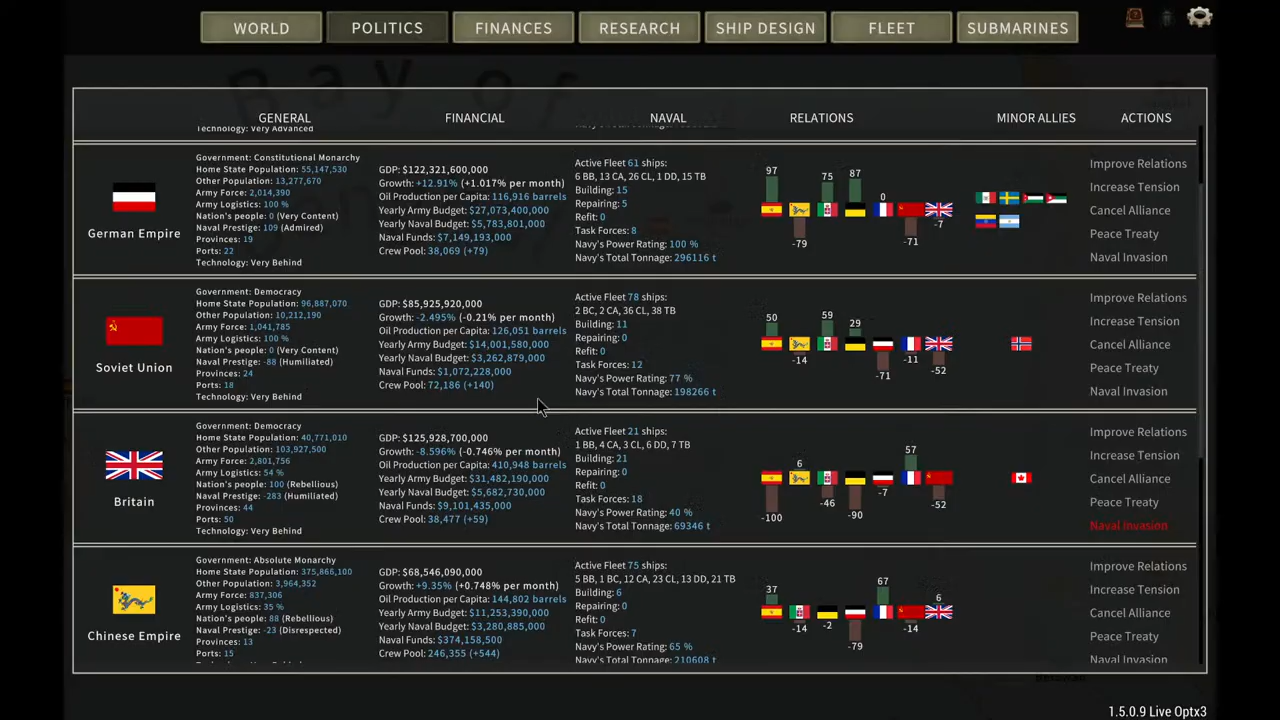 WORLD POLITICS FINANCES RESEARCH SHIP DESIGN FLEET SUBMARINES
Bay of
GENERAL FINANCIAL NAVAL RELATIONS MINOR ALLIES ACTIONS
Technology: Very Advanced
German Empire
Government: Constitutional Monarchy
Home State Population: 55,147,530
Other Population: 13,277,670
Army Force: 2,014,390
Army Logistics: 100 %
Nation's people: 0 (Very Content)
Naval Prestige: 109 (Admired)
Provinces: 19
Ports: 22
Technology: Very Behind
GDP: $122,321,600,000
Growth: +12.91% (+1.017% per month)
Oil Production per Capita: 116,916 barrels
Yearly Army Budget: $27,073,400,000
Yearly Naval Budget: $5,783,801,000
Naval Funds: $7,149,193,000
Crew Pool: 38,069 (+79)
Active Fleet 61 ships:
6 BB, 13 CA, 26 CL, 1 DD, 15 TB
Building: 15
Repairing: 5
Refit: 0
Task Forces: 8
Navy's Power Rating: 100 %
Navy's Total Tonnage: 296116 t
97 75 87 0
-79 -71 -7
Improve Relations
Increase Tension
Cancel Alliance
Peace Treaty
Naval Invasion
Soviet Union
Government: Democracy
Home State Population: 96,887,070
Other Population: 10,212,190
Army Force: 1,041,785
Army Logistics: 100 %
Nation's people: 0 (Very Content)
Naval Prestige: -88 (Humiliated)
Provinces: 24
Ports: 18
Technology: Very Behind
GDP: $85,925,920,000
Growth: -2.495% (-0.21% per month)
Oil Production per Capita: 126,051 barrels
Yearly Army Budget: $14,001,580,000
Yearly Naval Budget: $3,262,879,000
Naval Funds: $1,072,228,000
Crew Pool: 72,186 (+140)
Active Fleet 78 ships:
2 BC, 2 CA, 36 CL, 38 TB
Building: 11
Repairing: 0
Refit: 0
Task Forces: 12
Navy's Power Rating: 77 %
Navy's Total Tonnage: 198266 t
50 59 29
-14 -71 -11 -52
Improve Relations
Increase Tension
Cancel Alliance
Peace Treaty
Naval Invasion
Britain
Government: Democracy
Home State Population: 40,771,010
Other Population: 103,927,500
Army Force: 2,801,756
Army Logistics: 54 %
Nation's people: 100 (Rebellious)
Naval Prestige: -283 (Humiliated)
Provinces: 44
Ports: 50
Technology: Very Behind
GDP: $125,928,700,000
Growth: -8.596% (-0.746% per month)
Oil Production per Capita: 410,948 barrels
Yearly Army Budget: $31,482,190,000
Yearly Naval Budget: $5,682,730,000
Naval Funds: $9,101,435,000
Crew Pool: 38,477 (+59)
Active Fleet 21 ships:
1 BB, 4 CA, 3 CL, 6 DD, 7 TB
Building: 21
Repairing: 0
Refit: 0
Task Forces: 18
Navy's Power Rating: 40 %
Navy's Total Tonnage: 69346 t
6 57
-100 -46 -90 -7 -52
Improve Relations
Increase Tension
Cancel Alliance
Peace Treaty
Naval Invasion
Chinese Empire
Government: Absolute Monarchy
Home State Population: 375,866,100
Other Population: 3,964,352
Army Force: 837,306
Army Logistics: 35 %
Nation's people: 88 (Rebellious)
Naval Prestige: -23 (Disrespected)
Provinces: 13
Ports: 15
GDP: $68,546,090,000
Growth: +9.35% (+0.748% per month)
Oil Production per Capita: 144,802 barrels
Yearly Army Budget: $11,253,390,000
Yearly Naval Budget: $3,280,885,000
Naval Funds: $374,158,500
Crew Pool: 246,355 (+544)
Active Fleet 75 ships:
5 BB, 1 BC, 12 CA, 23 CL, 13 DD, 21 TB
Building: 6
Repairing: 0
Refit: 0
Task Forces: 7
Navy's Power Rating: 65 %
Navy's Total Tonnage: 210608 t
37 67 6
-14 -2 -79 -14
Improve Relations
Increase Tension
Cancel Alliance
Peace Treaty
Naval Invasion
1.5.0.9 Live Optx3